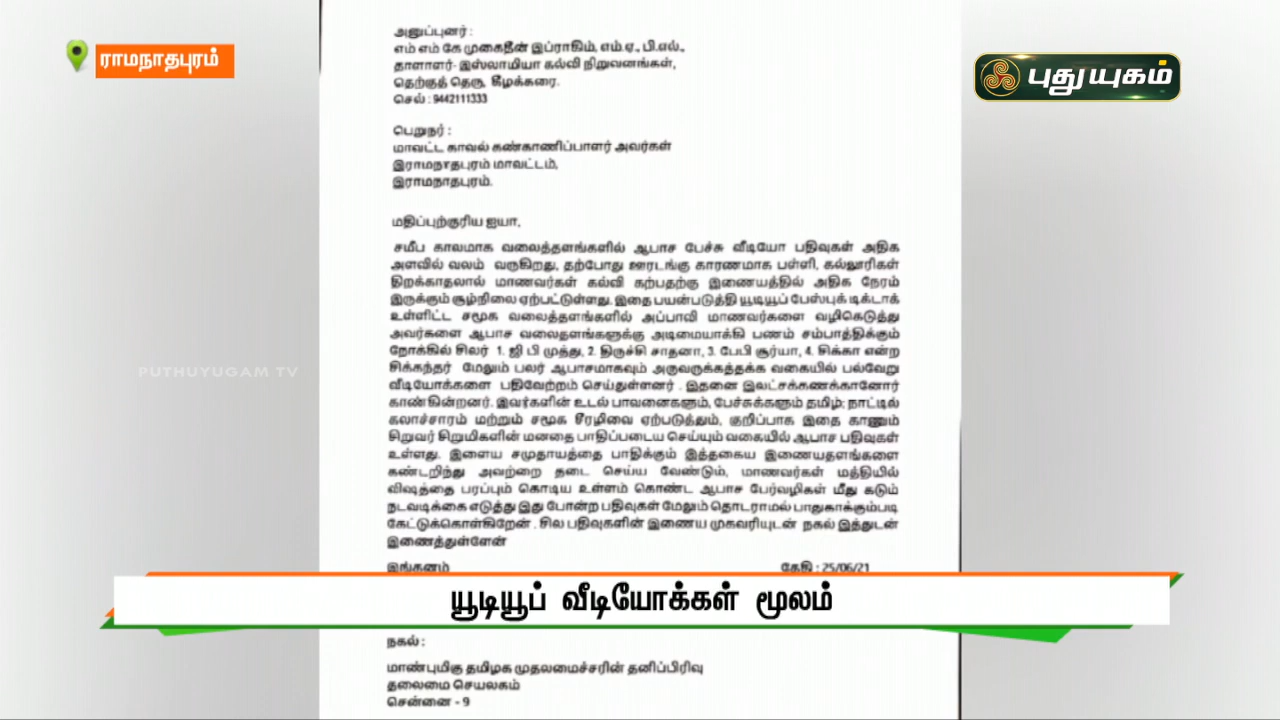 ராமநாதபுரம்
புதுயுகம்
அனுப்புனர் :
எம் எம் கே முகைதீன் இப்ராகிம், எம்.ஏ., பி.எல்.,
தாளாளர்- இஸ்லாமியா கல்வி நிறுவனங்கள்,
தெற்குத் தெரு, கீழக்கரை.
செல் : 9442111333
பெறுநர் :
மாவட்ட காவல் கண்காணிப்பாளர் அவர்கள்
இராமநாதபுரம் மாவட்டம்,
இராமநாதபுரம்.
மதிப்புற்குரிய ஐயா,
சமீப காலமாக வலைத்தளங்களில் ஆபாச பேச்சு வீடியோ பதிவுகள் அதிக
அளவில் வலம் வருகிறது, தற்போது ஊரடங்கு காரணமாக பள்ளி, கல்லூரிகள்
திறக்காதலால் மாணவர்கள் கல்வி கற்பதற்கு இணையத்தில் அதிக நேரம்
இருக்கும் சூழ்நிலை ஏற்பட்டுள்ளது. இதை பயன்படுத்தி யூடியூப் பேஸ்புக் டிக்டாக்
உள்ளிட்ட சமூக வலைத்தளங்களில் அப்பாவி மாணவர்களை வழிகெடுத்து
அவர்களை ஆபாச வலைதளங்களுக்கு அடிமையாக்கி பணம் சம்பாத்திக்கும்
நோக்கில் சிலர் 1. ஜி பி முத்து, 2. திருச்சி சாதனா, 3. பேபி சூர்யா, 4. சிக்கா என்ற
சிக்கந்தர் மேலும் பலர் ஆபாசமாகவும் அருவருக்கத்தக்க வகையில் பல்வேறு
வீடியோக்களை பதிவேற்றம் செய்துள்ளனர் . இதனை இலட்சக்கணக்கானோர்
காண்கின்றனர். இவர்களின் உடல் பாவனைகளும், பேச்சுக்களும் தமிழ்; நாட்டில்
கலாச்சாரம் மற்றும் சமூக சீரழிவை ஏற்படுத்தும், குறிப்பாக இதை காணும்
சிறுவர் சிறுமிகளின் மனதை பாதிப்படைய செய்யும் வகையில் ஆபாச பதிவுகள்
உள்ளது. இளைய சமுதாயத்தை பாதிக்கும் இத்தகைய இணையதளங்களை
கண்டறிந்து அவற்றை தடை செய்ய வேண்டும், மாணவர்கள் மத்தியில்
விஷத்தை பரப்பும் கொடிய உள்ளம் கொண்ட ஆபாச பேர்வழிகள் மீது கடும்
நடவடிக்கை எடுத்து இது போன்ற பதிவுகள் மேலும் தொடராமல் பாதுகாக்கும்படி
கேட்டுக்கொள்கிறேன் . சில பதிவுகளின் இணைய முகவரியுடன் நகல் இத்துடன்
இணைத்துள்ளேன்
இங்கனம் தேதி : 25/06/21
PUTHUYUGAM TV
யூடியூப் வீடியோக்கள் மூலம்
நகல் :
மாண்புமிகு தமிழக முதலமைச்சரின் தனிப்பிரிவு
தலைமை செயலகம்
சென்னை - 9